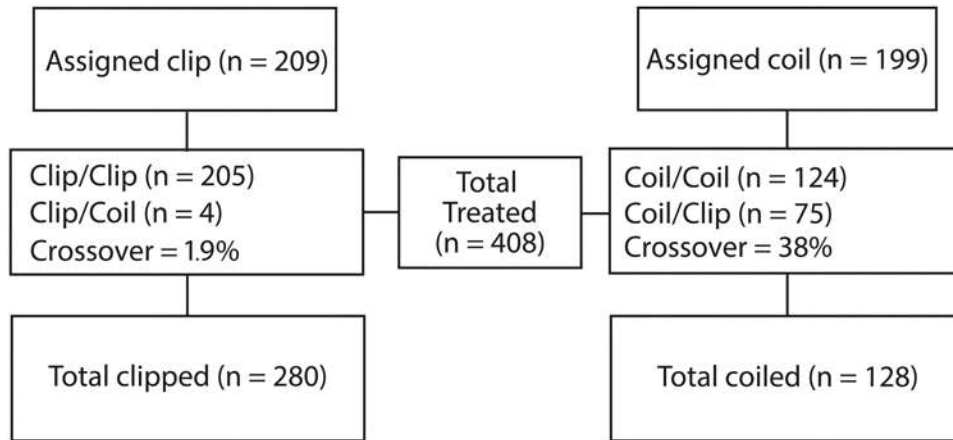 Assigned clip (n = 209)
Assigned coil (n = 199)
Clip/Clip (n = 205)
Clip/Coil (n = 4)
Crossover = 1.9%
Total
Treated
(n = 408)
Coil/Coil (n = 124)
Coil/Clip (n = 75)
Crossover = 38%
Total clipped (n = 280)
Total coiled (n = 128)